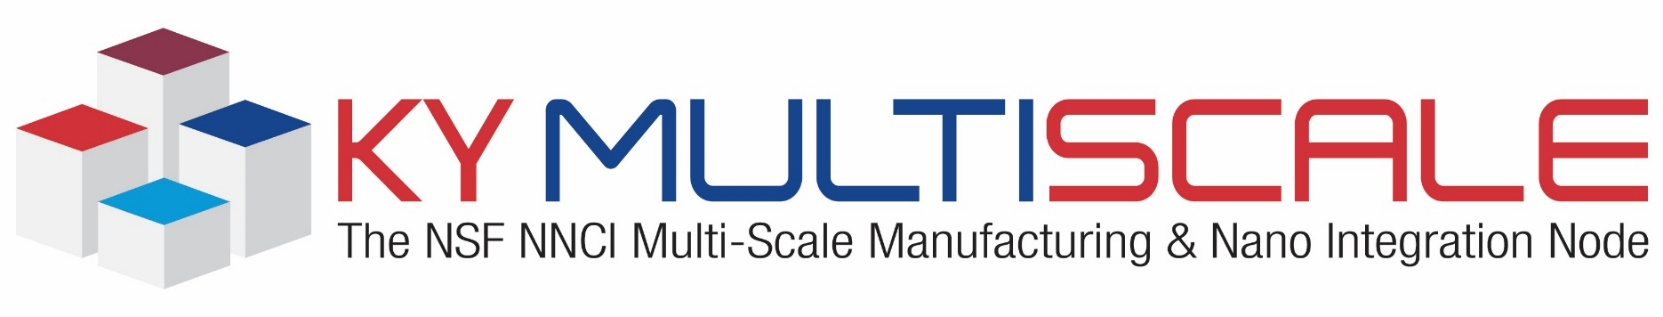 KY MULTISCALE
The NSF NNCI Multi-Scale Manufacturing & Nano Integration Node